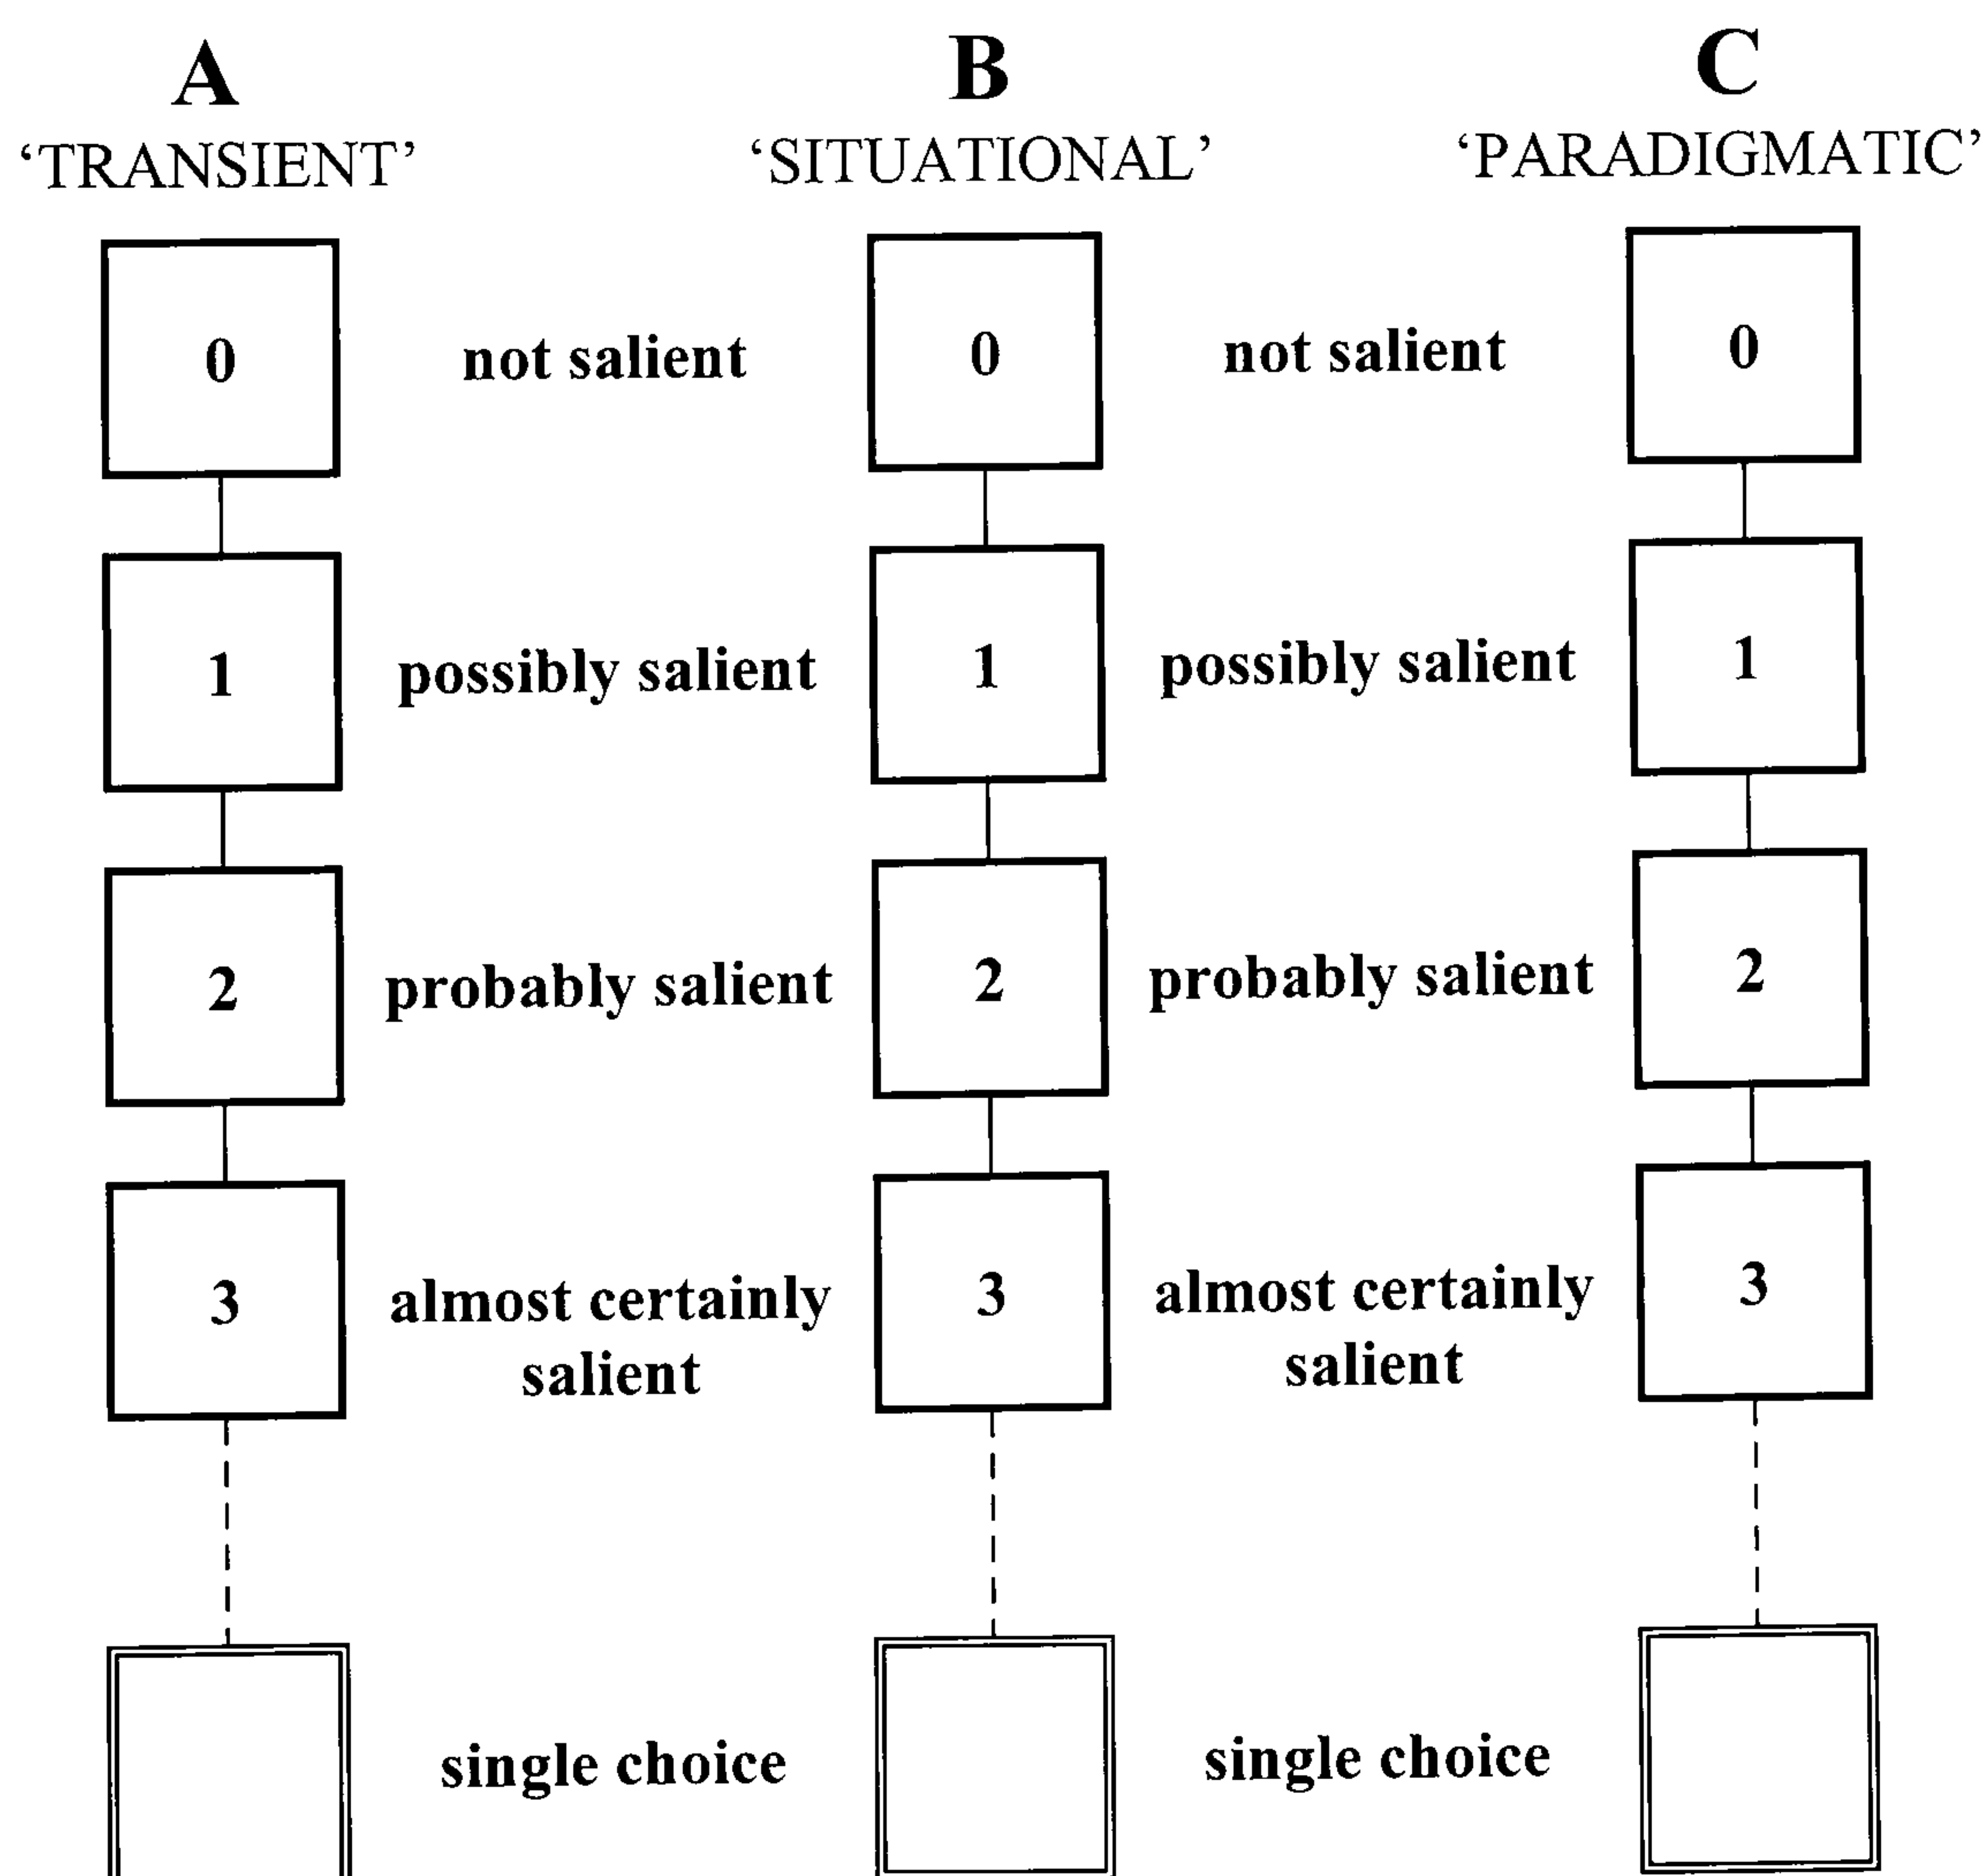 A B C
‘TRANSIENT’ ‘SITUATIONAL’ ‘PARADIGMATIC’
0 not salient 0 not salient 0
1 possibly salient 1 possibly salient 1
2 probably salient 2 probably salient 2
3 almost certainly 3 almost certainly 3
salient salient
single choice single choice